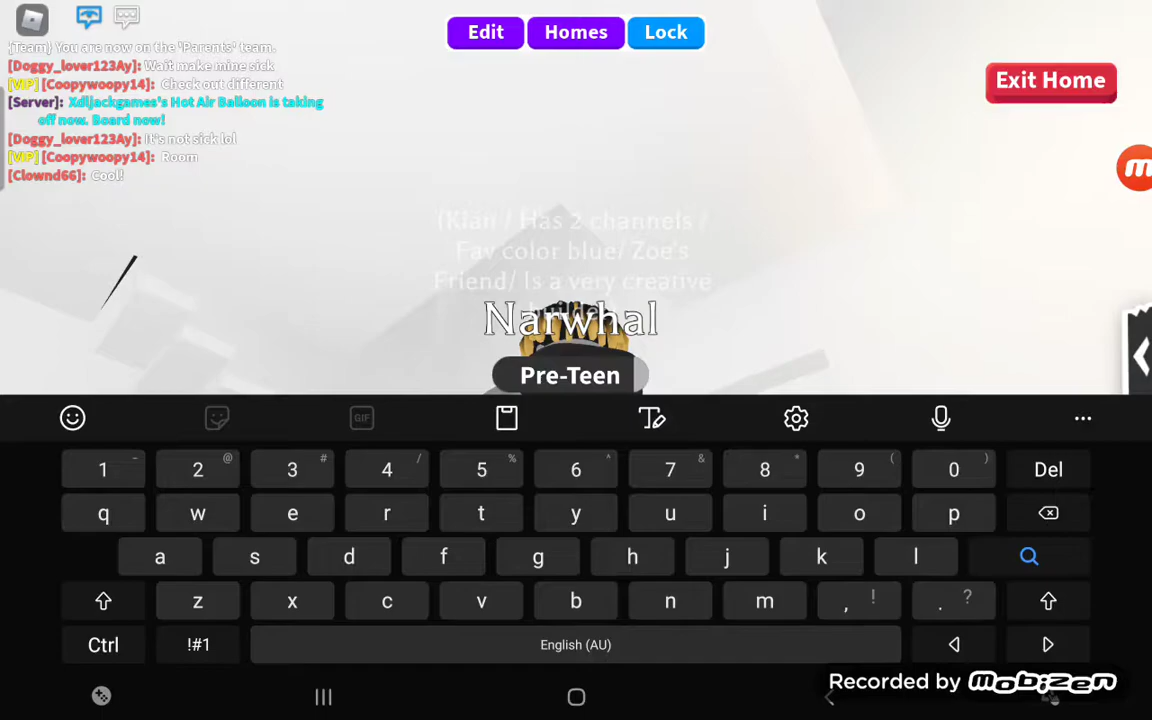 {Team} You are now on the 'Parents' team.
[Doggy_lover123Ay]: Wait make mine sick
[VIP] [Coopywoopy14]: Check out different
[Server]: Xdljackgames's Hot Air Balloon is taking
off now. Board now!
[Doggy_lover123Ay]: It's not sick lol
[VIP] [Coopywoopy14]: Room
[Clownd66]: Cool!
Edit Homes Lock
Exit Home
(Kian / Has 2 channels /
Fav color blue/ Zoe's
Friend/ Is a very creative
Narwhal
Pre-Teen
GIF
1 - 2 @ 3 # 4 / 5 % 6 ^ 7 & 8 * 9 ( 0 ) Del
q w e r t y u i o p
a s d f g h j k l
z x c v b n m , ! . ?
Ctrl !#1 English (AU)
Recorded by mobizen